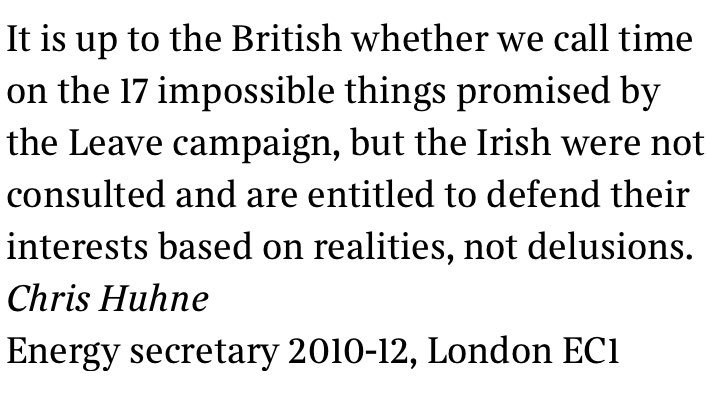 It is up to the British whether we call time
on the 17 impossible things promised by
the Leave campaign, but the Irish were not
consulted and are entitled to defend their
interests based on realities, not delusions.
Chris Huhne
Energy secretary 2010-12, London EC1